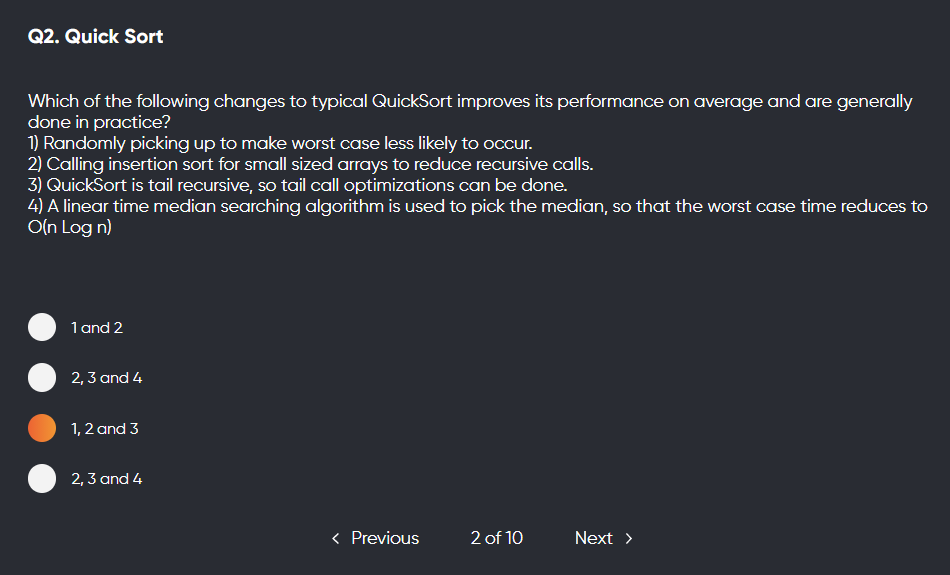 Q2. Quick Sort
Which of the following changes to typical QuickSort improves its performance on average and are generally
done in practice?
1) Randomly picking up to make worst case less likely to occur.
2) Calling insertion sort for small sized arrays to reduce recursive calls.
3) QuickSort is tail recursive, so tail call optimizations can be done.
4) A linear time median searching algorithm is used to pick the median, so that the worst case time reduces to
O(n Log n)
1 and 2
2, 3 and 4
1, 2 and 3
2, 3 and 4
< Previous 2 of 10 Next >